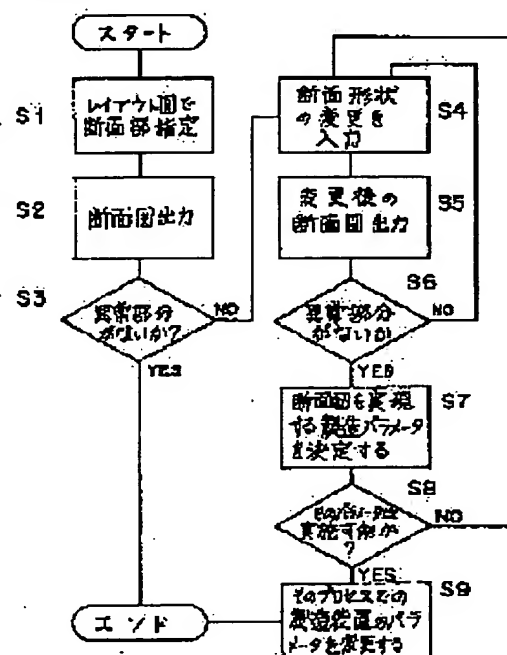 スタート
S1
レイアウト図で
断面部指定
S2
断面図出力
S3
異常部分
がないか?
NO
YES
エンド
断面形状
の変更を
入力
S4
変更後の
断面図出力
S5
S6
異常部分
がないか
NO
YES
断面図を実現
する製造パラメータ
を決定する
S7
S8
実施可能か
?
NO
YES
そのプロセスでの
製造装置のパラ
メータを変更する
S9